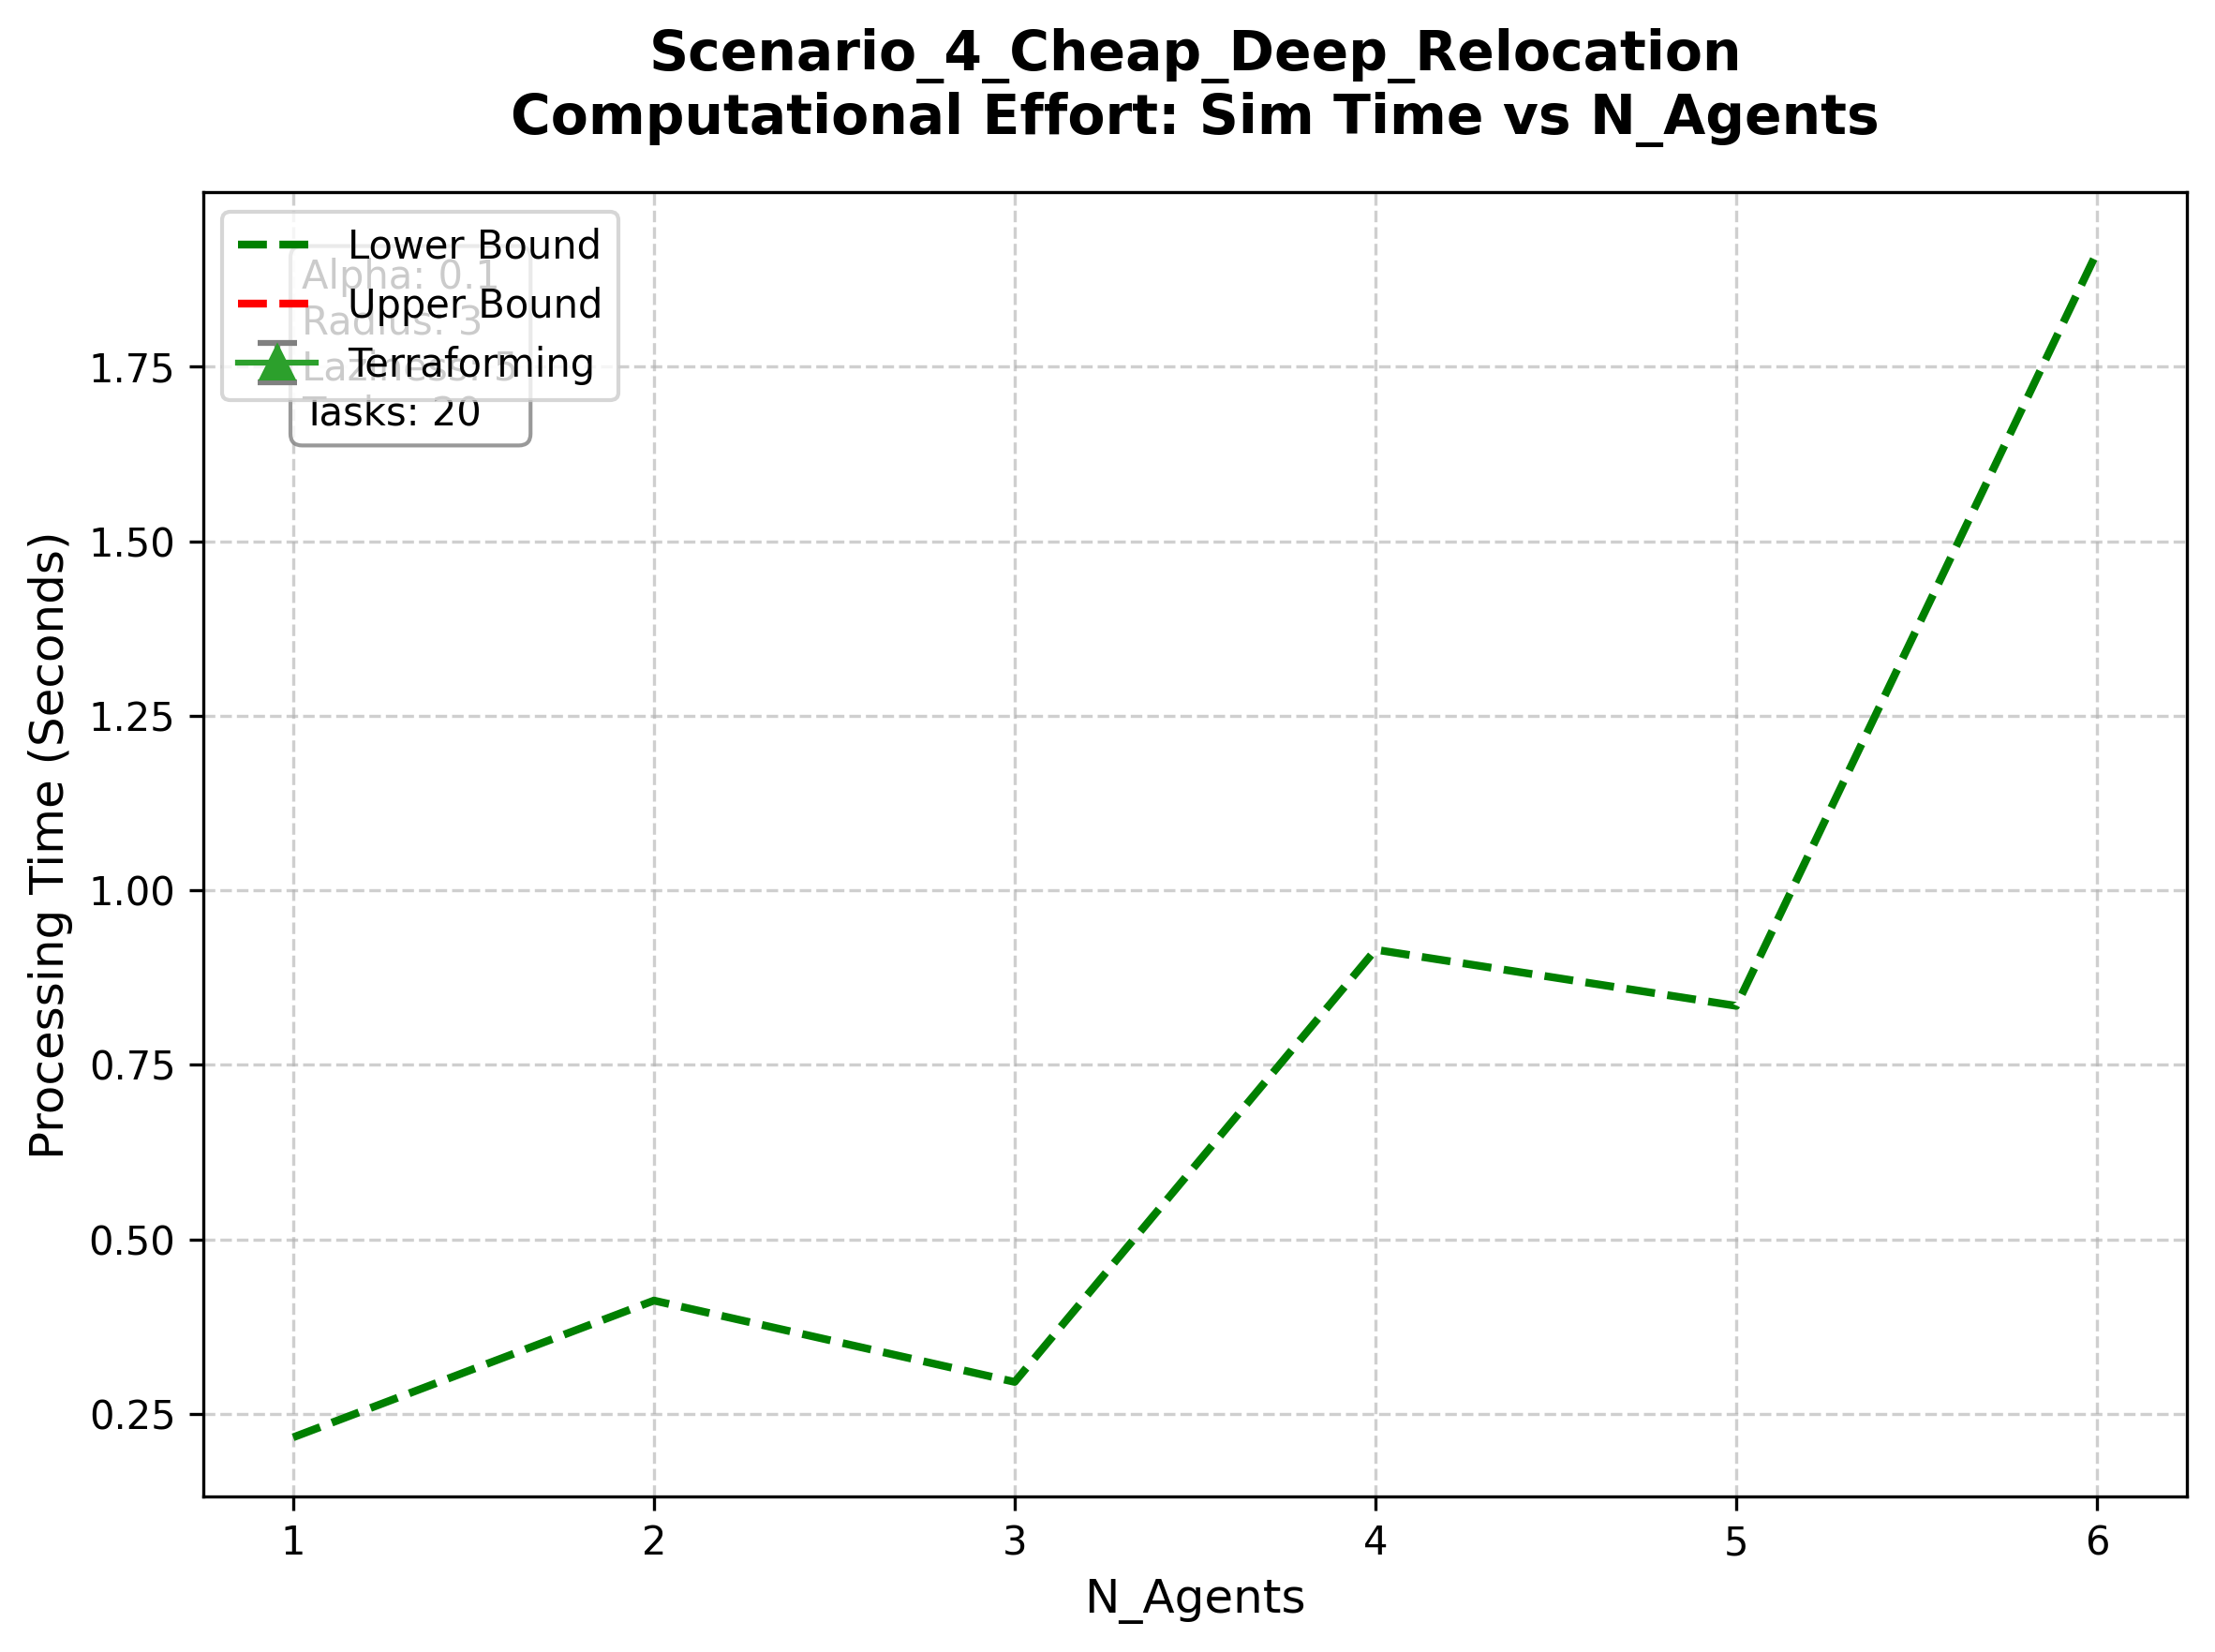 Scenario_4_Cheap_Deep_Relocation
Computational Effort: Sim Time vs N_Agents
Lower Bound
Upper Bound
Terraforming
Alpha: 0.1
Radius: 3
Laziness: 5
Tasks: 20
Processing Time (Seconds)
1.75
1.50
1.25
1.00
0.75
0.50
0.25
1 2 3 4 5 6
N_Agents